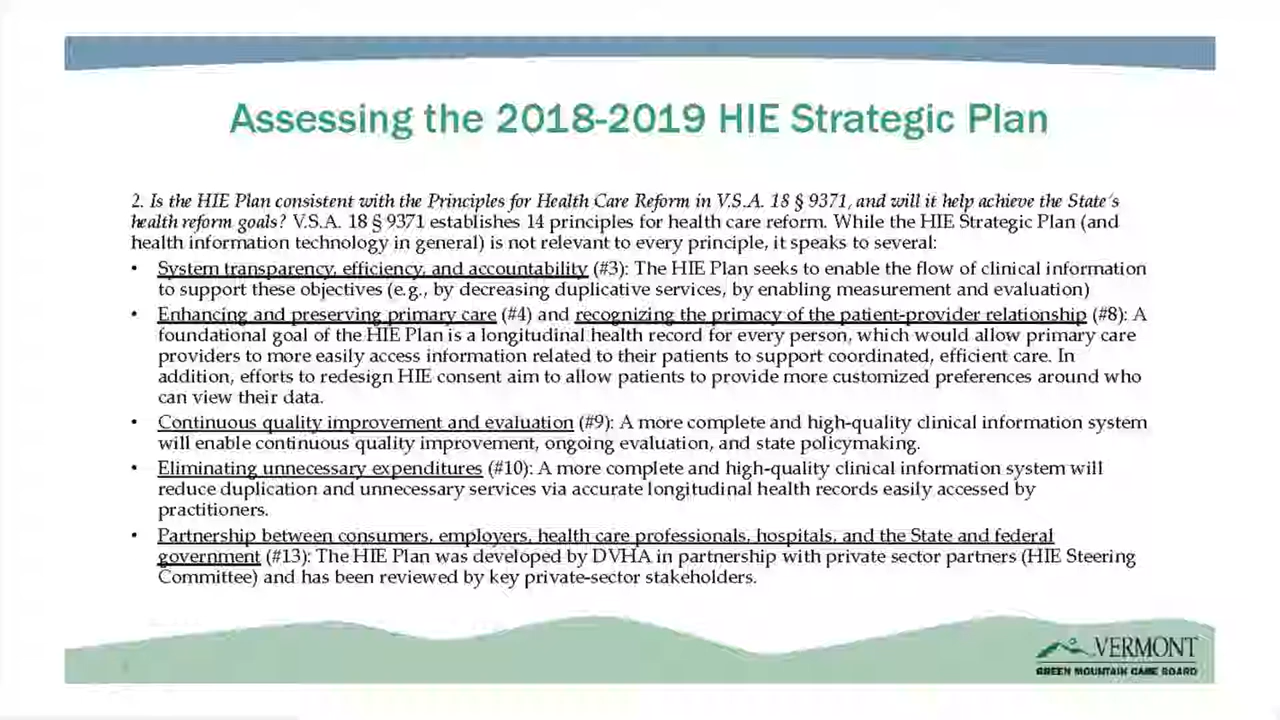 Assessing the 2018-2019 HIE Strategic Plan
2. Is the HIE Plan consistent with the Principles for Health Care Reform in V.S.A. 18 § 9371, and will it help achieve the State's
health reform goals? V.S.A. 18 § 9371 establishes 14 principles for health care reform. While the HIE Strategic Plan (and
health information technology in general) is not relevant to every principle, it speaks to several:
• System transparency, efficiency, and accountability (#3): The HIE Plan seeks to enable the flow of clinical information
to support these objectives (e.g., by decreasing duplicative services, by enabling measurement and evaluation)
• Enhancing and preserving primary care (#4) and recognizing the primacy of the patient-provider relationship (#8): A
foundational goal of the HIE Plan is a longitudinal health record for every person, which would allow primary care
providers to more easily access information related to their patients to support coordinated, efficient care. In
addition, efforts to redesign HIE consent aim to allow patients to provide more customized preferences around who
can view their data.
• Continuous quality improvement and evaluation (#9): A more complete and high-quality clinical information system
will enable continuous quality improvement, ongoing evaluation, and state policymaking.
• Eliminating unnecessary expenditures (#10): A more complete and high-quality clinical information system will
reduce duplication and unnecessary services via accurate longitudinal health records easily accessed by
practitioners.
• Partnership between consumers, employers, health care professionals, hospitals, and the State and federal
government (#13): The HIE Plan was developed by DVHA in partnership with private sector partners (HIE Steering
Committee) and has been reviewed by key private-sector stakeholders.
VERMONT
GREEN MOUNTAIN CARE BOARD